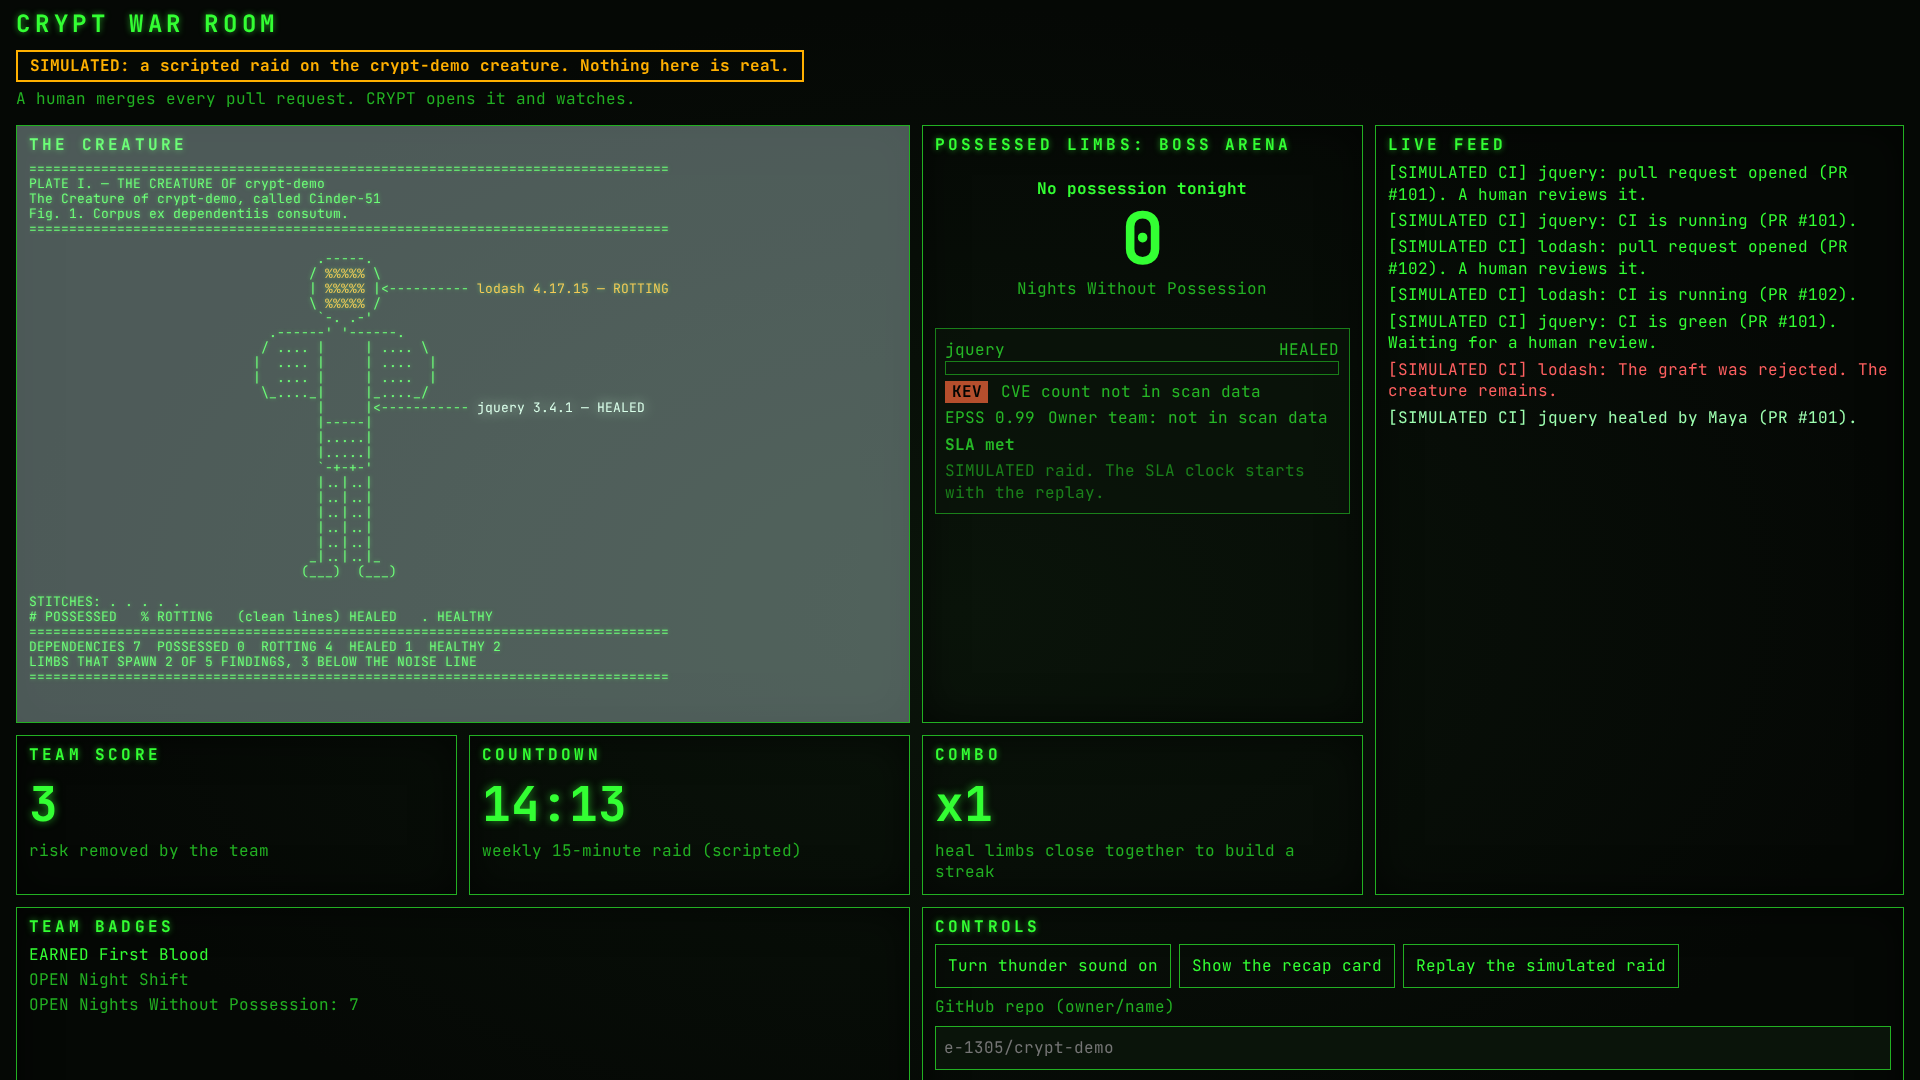 CRYPT WAR ROOM
SIMULATED: a scripted raid on the crypt-demo creature. Nothing here is real.
A human merges every pull request. CRYPT opens it and watches.
THE CREATURE
PLATE I. — THE CREATURE OF crypt-demo
The Creature of crypt-demo, called Cinder-51
Fig. 1. Corpus ex dependentiis consutum.
lodash 4.17.15 — ROTTING
jquery 3.4.1 — HEALED
STITCHES: . . . . .
# POSSESSED   % ROTTING   (clean lines) HEALED   . HEALTHY
DEPENDENCIES 7  POSSESSED 0  ROTTING 4  HEALED 1  HEALTHY 2
LIMBS THAT SPAWN 2 OF 5 FINDINGS, 3 BELOW THE NOISE LINE
POSSESSED LIMBS: BOSS ARENA
No possession tonight
0
Nights Without Possession
jquery HEALED
KEV CVE count not in scan data
EPSS 0.99 Owner team: not in scan data
SLA met
SIMULATED raid. The SLA clock starts
with the replay.
LIVE FEED
[SIMULATED CI] jquery: pull request opened (PR
#101). A human reviews it.
[SIMULATED CI] jquery: CI is running (PR #101).
[SIMULATED CI] lodash: pull request opened (PR
#102). A human reviews it.
[SIMULATED CI] lodash: CI is running (PR #102).
[SIMULATED CI] jquery: CI is green (PR #101).
Waiting for a human review.
[SIMULATED CI] lodash: The graft was rejected. The
creature remains.
[SIMULATED CI] jquery healed by Maya (PR #101).
TEAM SCORE
3
risk removed by the team
COUNTDOWN
14:13
weekly 15-minute raid (scripted)
COMBO
x1
heal limbs close together to build a
streak
TEAM BADGES
EARNED First Blood
OPEN Night Shift
OPEN Nights Without Possession: 7
CONTROLS
Turn thunder sound on
Show the recap card
Replay the simulated raid
GitHub repo (owner/name)
e-1305/crypt-demo